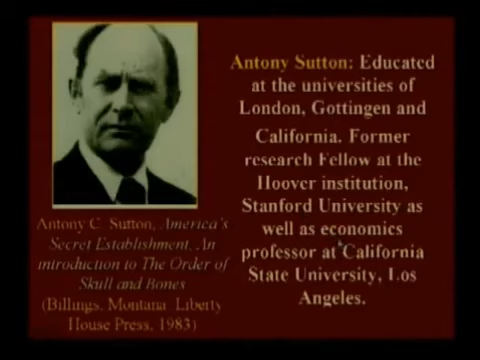 Antony C. Sutton, America's
Secret Establishment, An
introduction to The Order of
Skull and Bones
(Billings, Montana Liberty
House Press, 1983)
Antony Sutton: Educated
at the universities of
London, Gottingen and
California. Former
research Fellow at the
Hoover institution,
Stanford University as
well as economics
professor at California
State University, Los
Angeles.